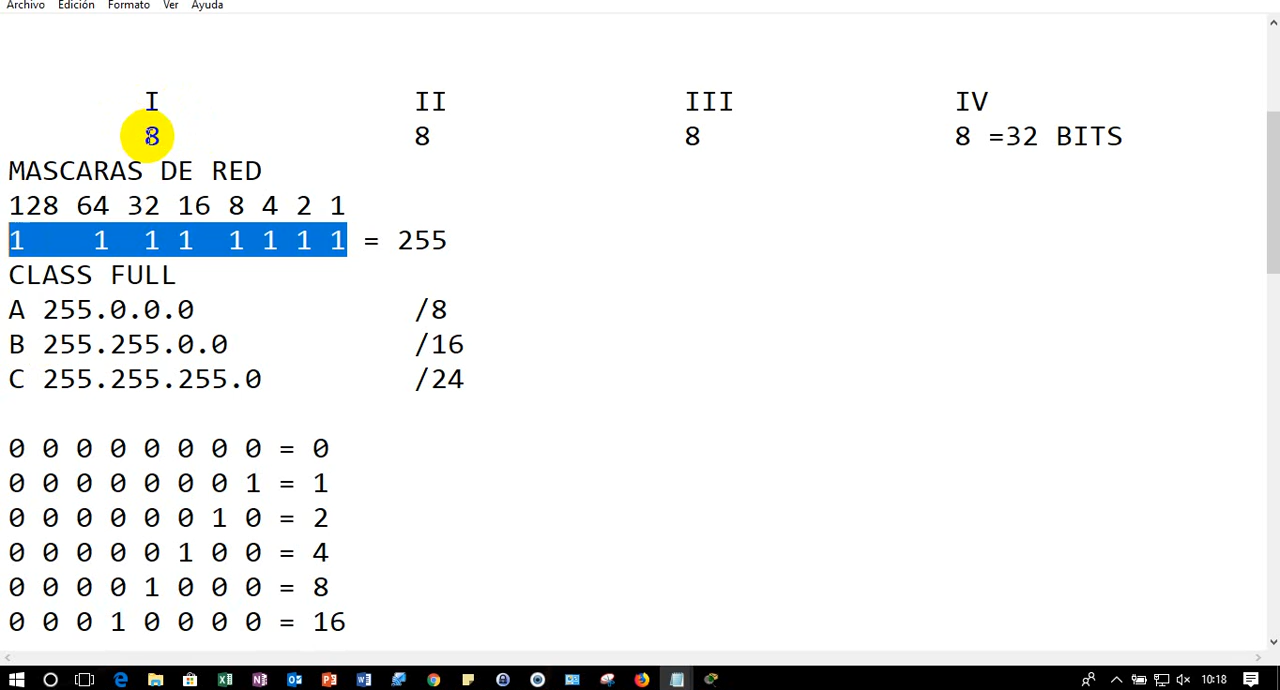 Archivo Edición Formato Ver Ayuda
I II III IV
8 8 8 8 =32 BITS
MASCARAS DE RED
128 64 32 16 8 4 2 1
1 1 1 1 1 1 1 1 = 255
CLASS FULL
A 255.0.0.0 /8
B 255.255.0.0 /16
C 255.255.255.0 /24
0 0 0 0 0 0 0 0 = 0
0 0 0 0 0 0 0 1 = 1
0 0 0 0 0 0 1 0 = 2
0 0 0 0 0 1 0 0 = 4
0 0 0 0 1 0 0 0 = 8
0 0 0 1 0 0 0 0 = 16
10:18